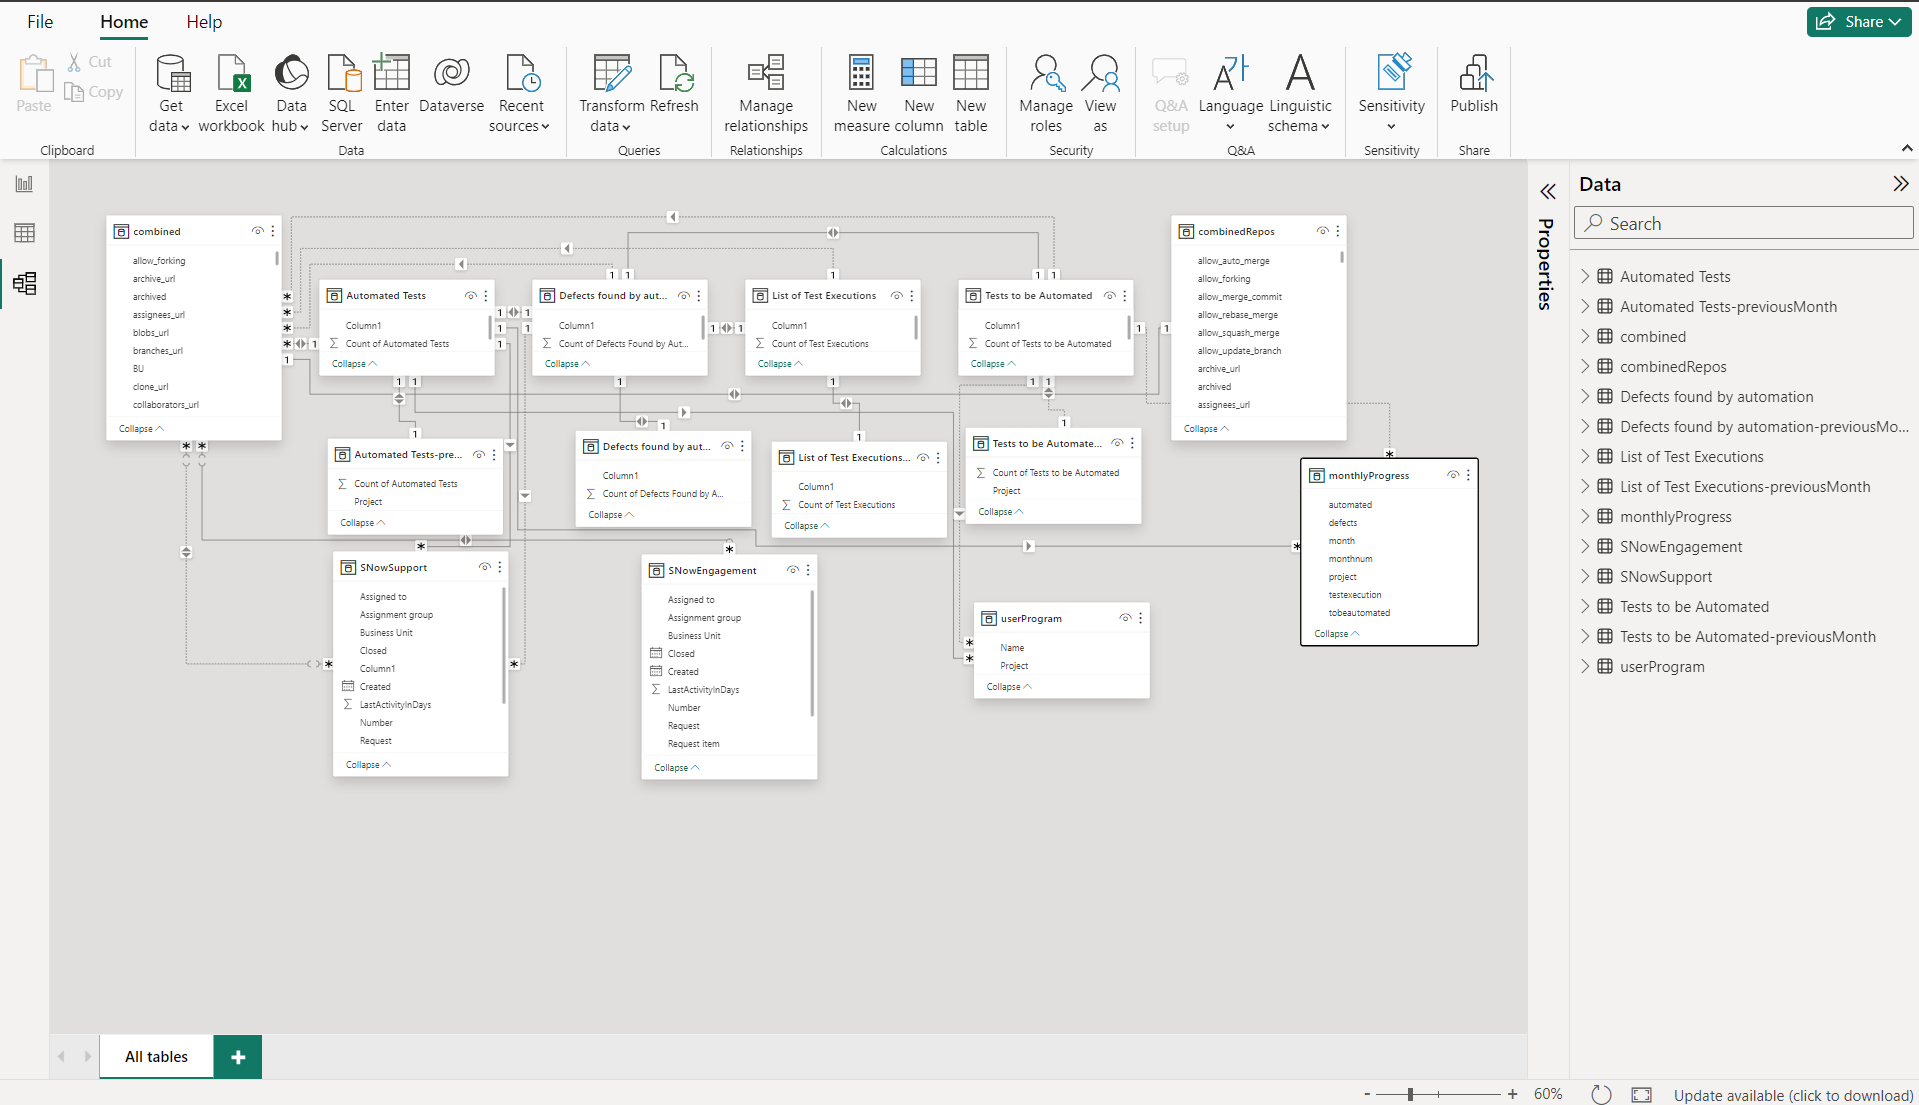 File
Home
Help
Share
Paste
Cut
Copy
Get data
Excel workbook
Data hub
SQL Server
Enter data
Dataverse
Recent sources
Transform data
Refresh
Manage relationships
New measure
New column
New table
Manage roles
View as
Q&A setup
Language
Linguistic schema
Sensitivity
Publish
Clipboard
Data
Queries
Relationships
Calculations
Security
Q&A
Sensitivity
Share
combined
allow_forking
archive_url
archived
assignees_url
blobs_url
branches_url
BU
clone_url
collaborators_url
Collapse
Automated Tests
Column1
Count of Automated Tests
Collapse
Defects found by aut...
Column1
Count of Defects Found by Aut...
Collapse
List of Test Executions
Column1
Count of Test Executions
Collapse
Tests to be Automated
Column1
Count of Tests to be Automated
Collapse
combinedRepos
allow_auto_merge
allow_forking
allow_merge_commit
allow_rebase_merge
allow_squash_merge
allow_update_branch
archive_url
archived
assignees_url
Collapse
Automated Tests-pre...
Count of Automated Tests
Project
Collapse
Defects found by aut...
Column1
Count of Defects Found by A...
Collapse
List of Test Executions...
Column1
Count of Test Executions
Collapse
Tests to be Automate...
Count of Tests to be Automated
Project
Collapse
monthlyProgress
automated
defects
month
monthnum
project
testexecution
tobeautomated
Collapse
SNowSupport
Assigned to
Assignment group
Business Unit
Closed
Column1
Created
LastActivityInDays
Number
Request
Collapse
SNowEngagement
Assigned to
Assignment group
Business Unit
Closed
Created
LastActivityInDays
Number
Request
Request item
Collapse
userProgram
Name
Project
Collapse
Properties
Data
Search
Automated Tests
Automated Tests-previousMonth
combined
combinedRepos
Defects found by automation
Defects found by automation-previousMo...
List of Test Executions
List of Test Executions-previousMonth
monthlyProgress
SNowEngagement
SNowSupport
Tests to be Automated
Tests to be Automated-previousMonth
userProgram
All tables
60%
Update available (click to download)